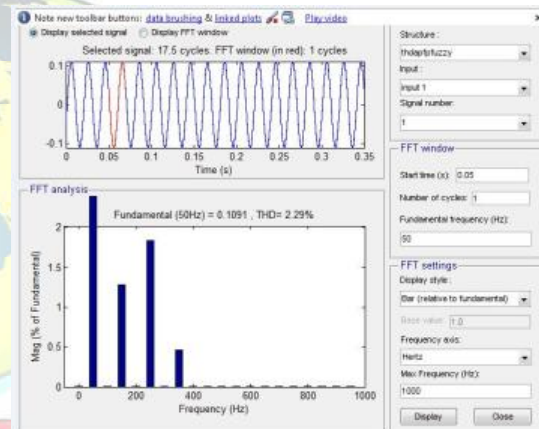 Note new toolbar buttons: data brushing & linked plots Play video
Display selected signal Display FFT window
Selected signal: 17.5 cycles. FFT window (in red): 1 cycles
0.1
0
-0.1
0 0.05 0.1 0.15 0.2 0.25 0.3 0.35
Time (s)
FFT analysis
Fundamental (50Hz) = 0.1091 , THD= 2.29%
Mag (% of Fundamental)
2
1.5
1
0.5
0
0 200 400 600 800 1000
Frequency (Hz)
Structure :
Input :
input 1
Signal number:
1
FFT window
Start time (s): 0.05
Number of cycles: 1
Fundamental frequency (Hz):
50
FFT settings
Display style :
Bar (relative to fundamental)
Base value: 1.0
Frequency axis:
Hertz
Max Frequency (Hz):
1000
Display Close